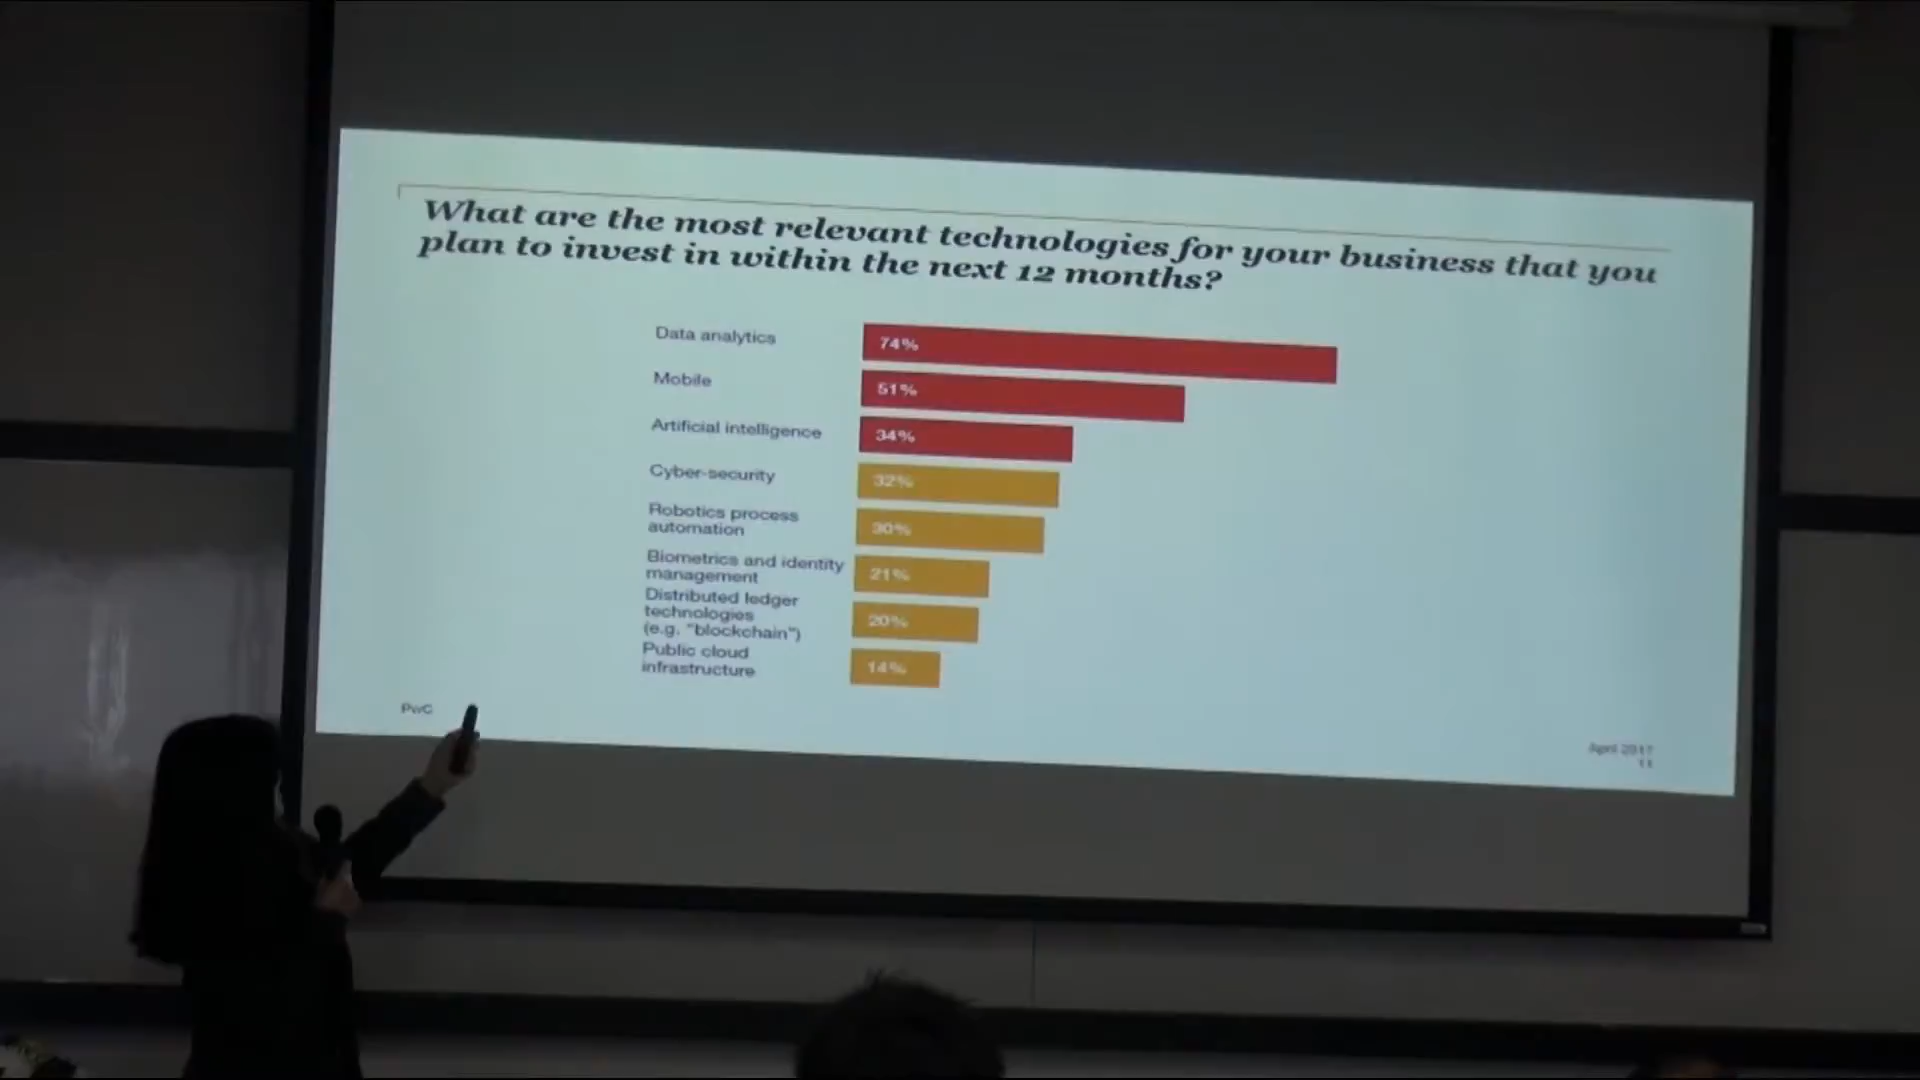 What are the most relevant technologies for your business that you
plan to invest in within the next 12 months?
Data analytics
74%
Mobile
51%
Artificial intelligence
34%
Cyber-security
32%
Robotics process
automation
30%
Biometrics and identity
management
21%
Distributed ledger
technologies
(e.g. "blockchain")
20%
Public cloud
infrastructure
14%
PwC
April 2017
11